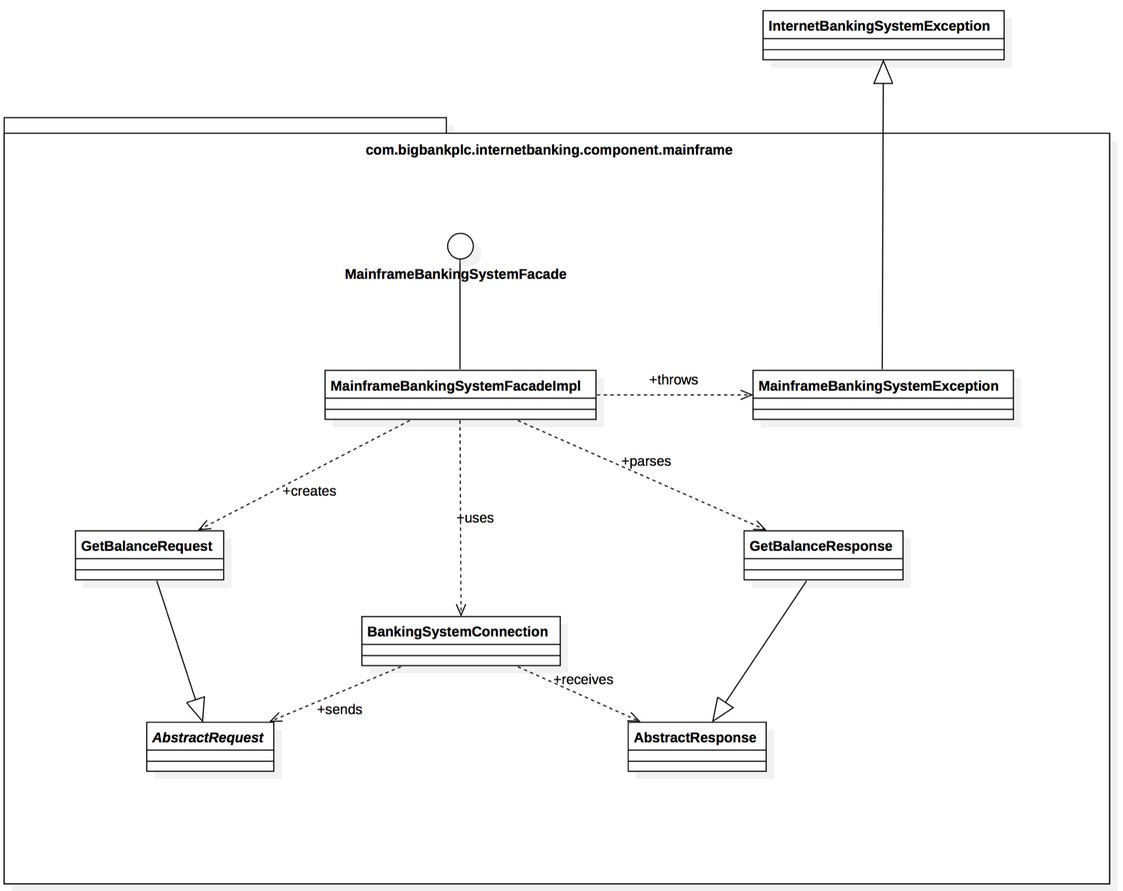 InternetBankingSystemException
com.bigbankplc.internetbanking.component.mainframe
MainframeBankingSystemFacade
MainframeBankingSystemFacadeImpl
+throws
MainframeBankingSystemException
+creates
+uses
+parses
GetBalanceRequest
GetBalanceResponse
BankingSystemConnection
+sends
+receives
AbstractRequest
AbstractResponse